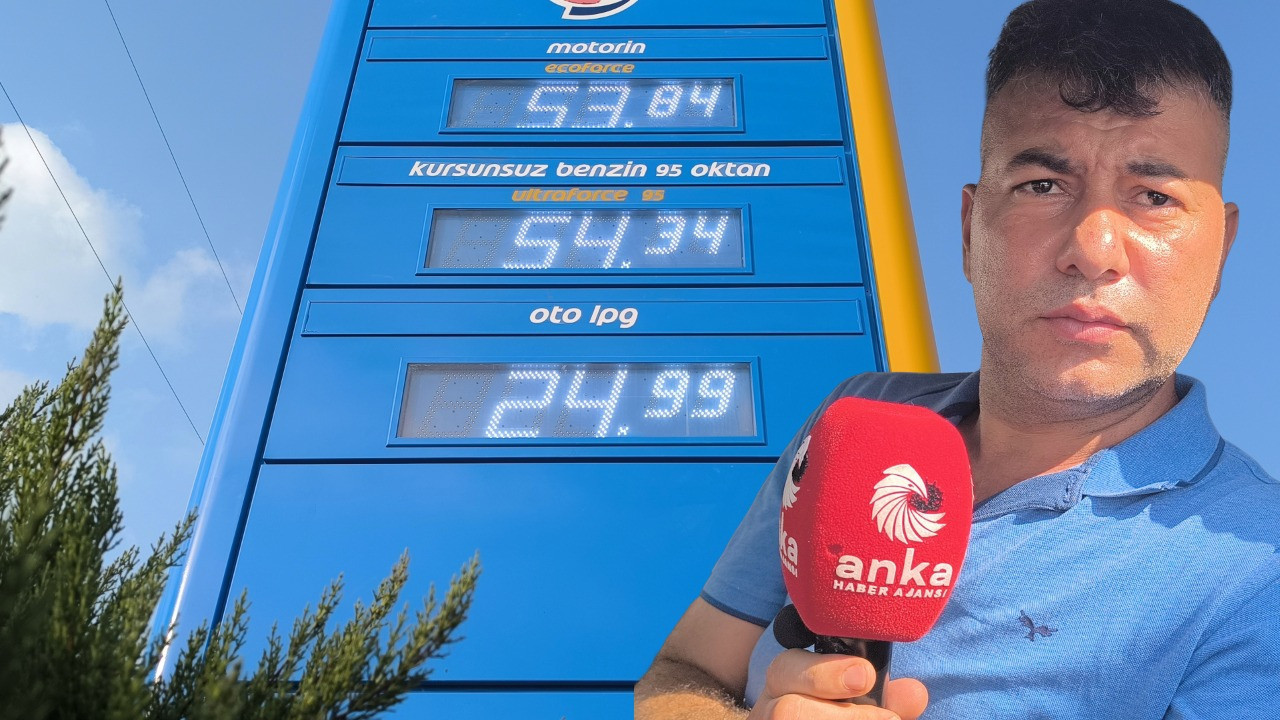 motorin
ecoforce
53.84
kursunsuz benzin 95 oktan
ultraforce 95
54.34
oto lpg
24.99
anka
HABER AJANSI